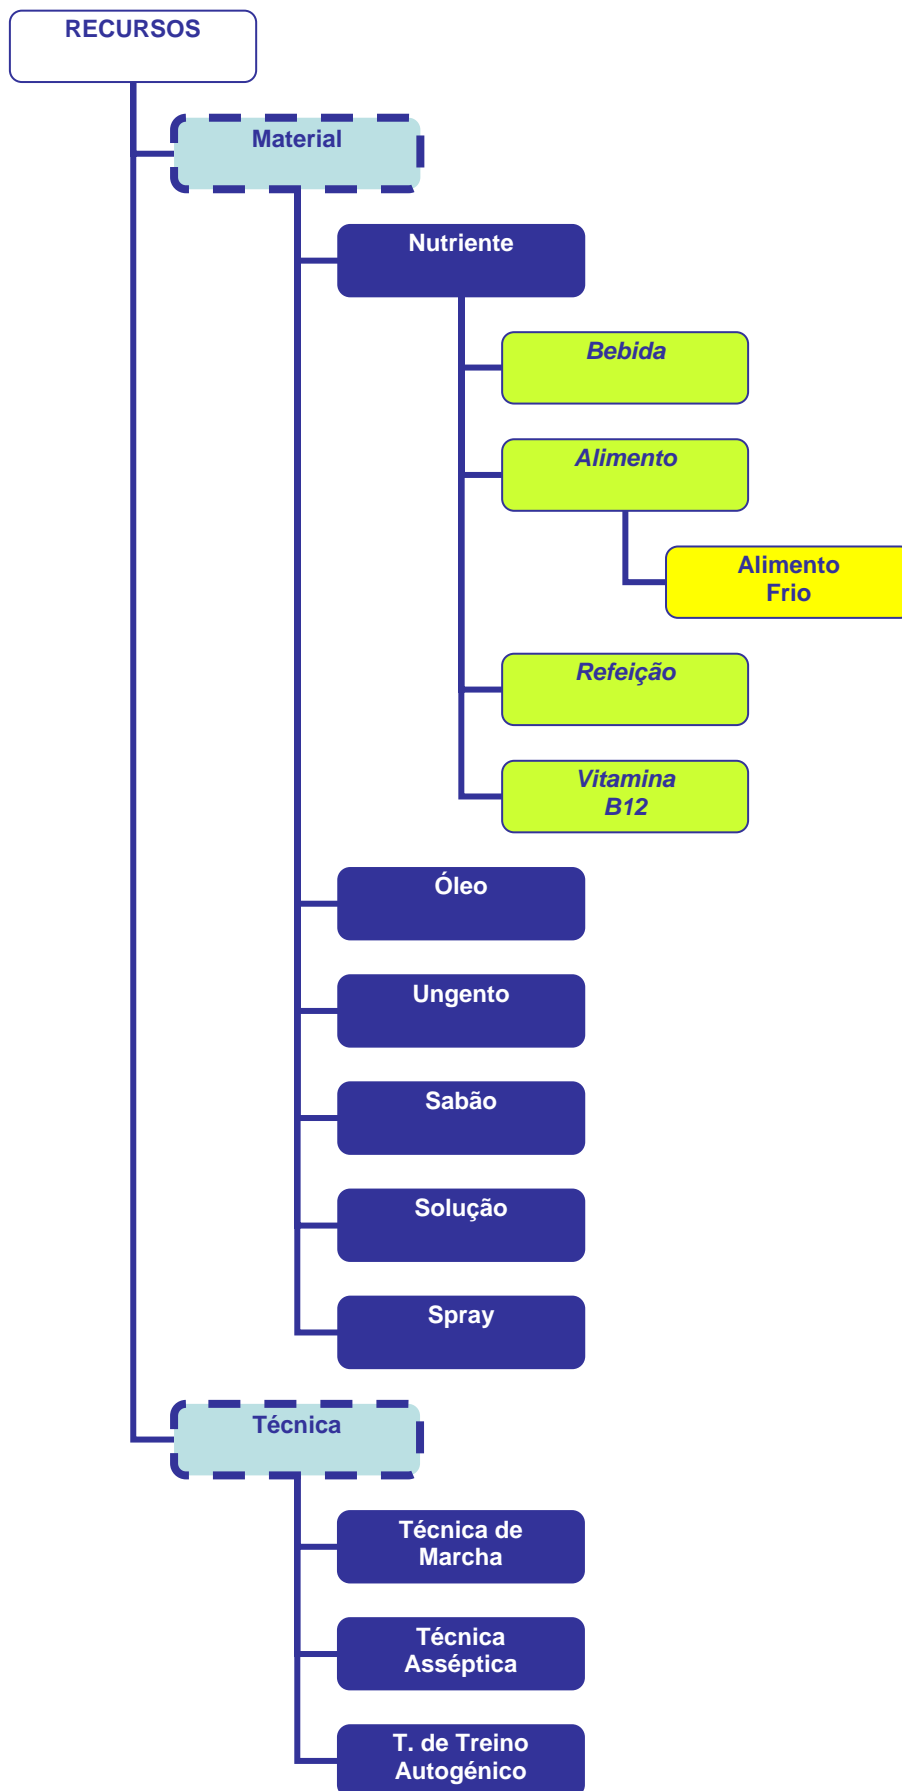 RECURSOS
Material
Nutriente
Bebida
Alimento
Alimento
Frio
Refeição
Vitamina
B12
Óleo
Ungento
Sabão
Solução
Spray
Técnica
Técnica de
Marcha
Técnica
Asséptica
T. de Treino
Autogénico